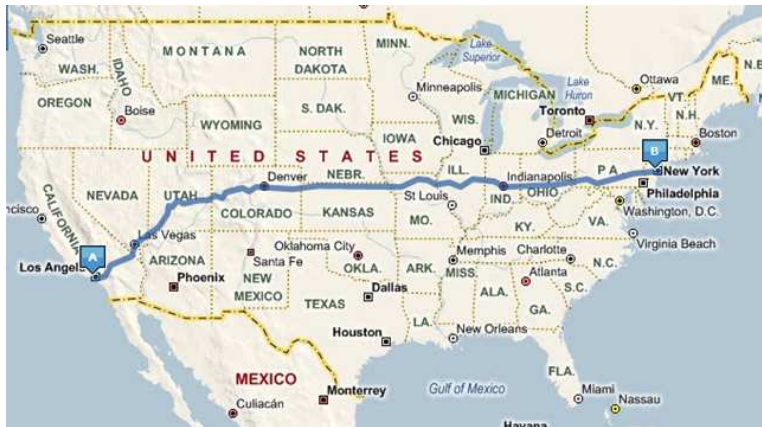 Seattle
WASH.
MONTANA
NORTH
DAKOTA
MINN.
Lake
Superior
Ottawa
ME.
N.B
VT.
N.H.
IDAHO
OREGON
Boise
S. DAK.
Minneapolis
WIS.
MICHIGAN
Lake
Huron
Toronto
N.Y.
Boston
WYOMING
IOWA
Chicago
Detroit
UNITED STATES
NEVADA
UTAH
Denver
NEBR.
ILL.
Indianapolis
IND.
OHIO
PA.
B
New York
Philadelphia
ncisco
CALIFORNIA
COLORADO
KANSAS
St Louis
MO.
KY.
VA.
Washington, D.C.
Las Vegas
Virginia Beach
A
Los Angel
ARIZONA
Santa Fe
Oklahoma City
OKLA.
ARK.
Memphis
Charlotte
N.C.
Phoenix
NEW
MEXICO
MISS.
Atlanta
S.C.
TEXAS
Dallas
ALA.
GA.
LA.
Houston
New Orleans
FLA.
MEXICO
Monterrey
Gulf of Mexico
Miami
Culiacán
Nassau
Havana